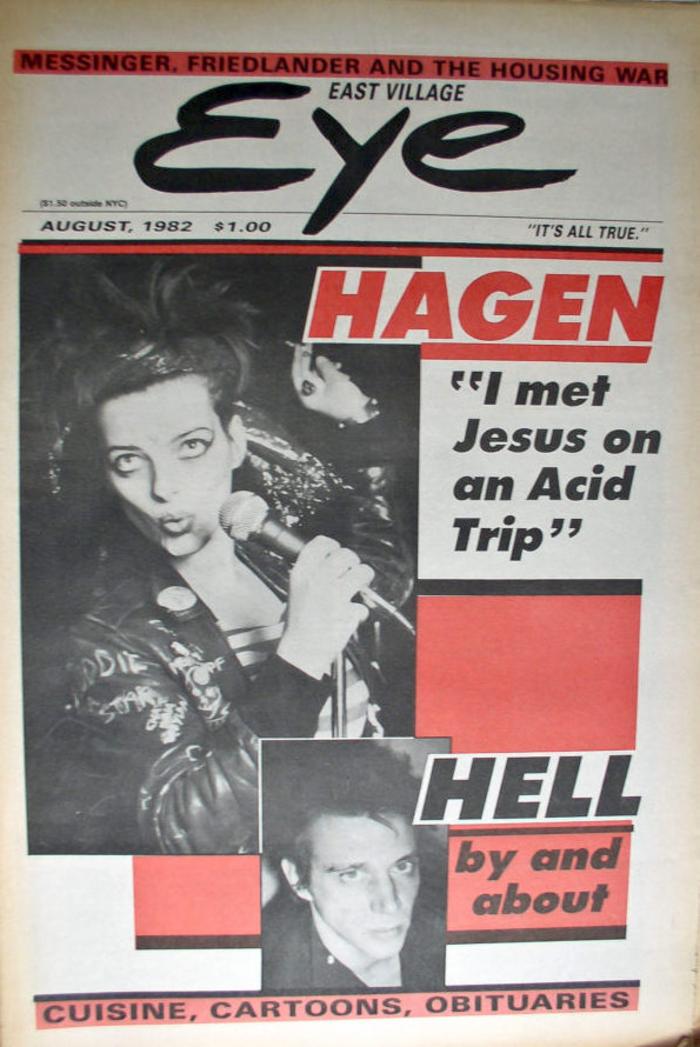 MESSINGER, FRIEDLANDER AND THE HOUSING WAR
EAST VILLAGE
Eye
($1.50 outside NYC)
AUGUST, 1982 $1.00
"IT'S ALL TRUE."
HAGEN
"I met
Jesus on
an Acid
Trip"
HELL
by and
about
CUISINE, CARTOONS, OBITUARIES